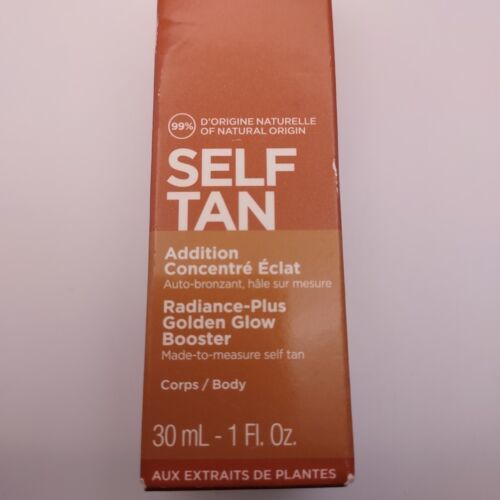 99%
D'ORIGINE NATURELLE
OF NATURAL ORIGIN
SELF
TAN
Addition
Concentré Éclat
Auto-bronzant, hâle sur mesure
Radiance-Plus
Golden Glow
Booster
Made-to-measure self tan
Corps / Body
30 mL - 1 Fl. Oz.
AUX EXTRAITS DE PLANTES